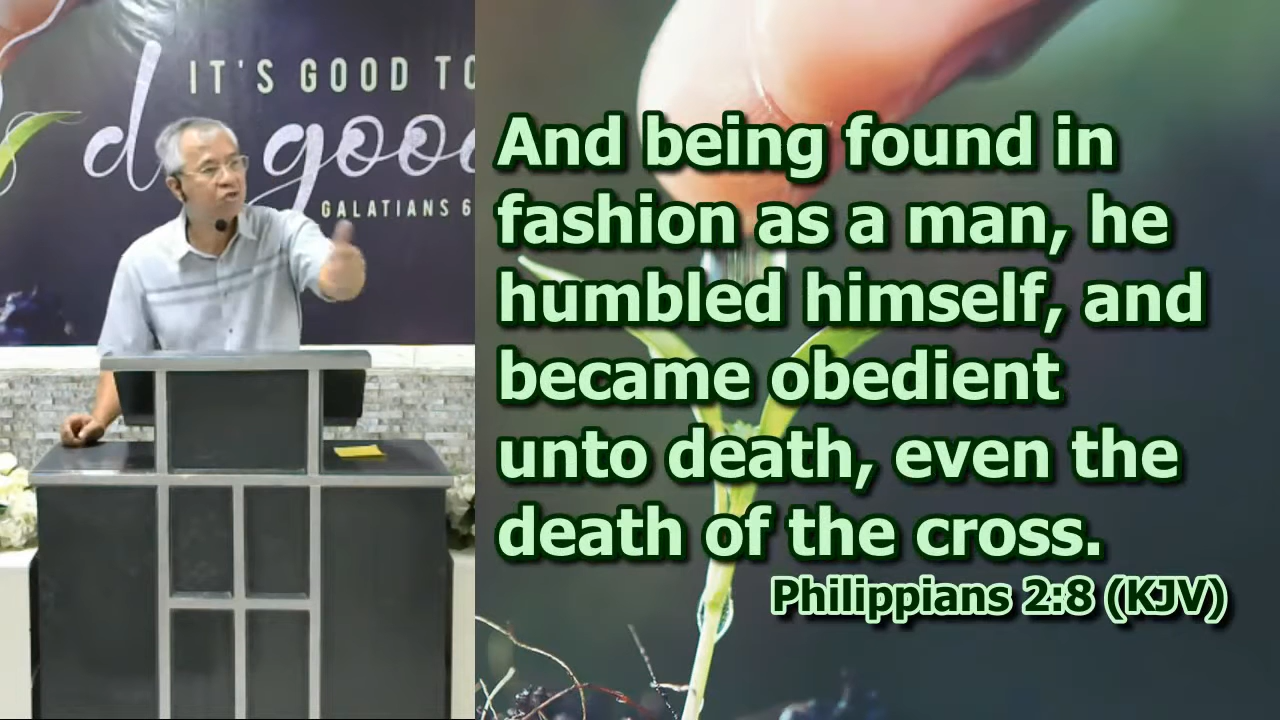 IT'S GOOD TO
do good
GALATIANS 6
And being found in
fashion as a man, he
humbled himself, and
became obedient
unto death, even the
death of the cross.
Philippians 2:8 (KJV)